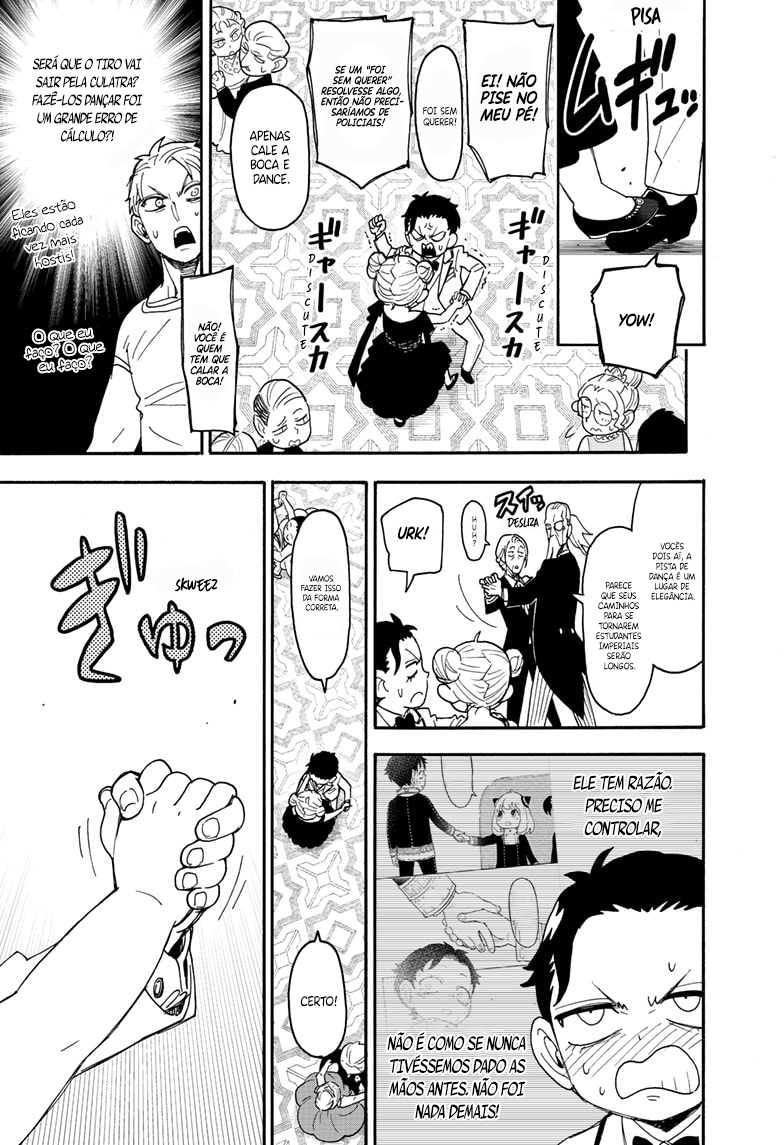 PISA
ムギュッ
YOW!
EI! NÃO
PISE NO
MEU PÉ!
FOI SEM
QUERER!
SE UM "FOI
SEM QUERER"
RESOLVESSE ALGO,
ENTÃO NÃO PRECI-
SARÍAMOS DE
POLICIAIS!
APENAS
CALE A
BOCA E
DANCE.
ギャースカ
DISCUTE
ギャースカ
DISCUTE
NÃO!
VOCÊ É
QUEM
TEM QUE
CALAR A
BOCA!
SERÁ QUE O TIRO VAI
SAIR PELA CULATRA?
FAZÊ-LOS DANÇAR FOI
UM GRANDE ERRO DE
CÁLCULO?!
Eles estão
ficando cada
vez mais
hostis!
O que eu
faço? O que
eu faço?
VOCÊS
DOIS AÍ, A
PISTA DE
DANÇA É UM
LUGAR DE
ELEGÂNCIA.
PARECE
QUE SEUS
CAMINHOS
PARA SE
TORNAREM
ESTUDANTES
IMPERIAIS
SERÃO
LONGOS.
スイッ
DESLIZA
HUH?
URK!
ELE TEM RAZÃO.
PRECISO ME
CONTROLAR,
NÃO É COMO SE NUNCA
TIVÉSSEMOS DADO AS
MÃOS ANTES. NÃO FOI
NADA DEMAIS!
VAMOS
FAZER ISSO
DA FORMA
CORRETA.
CERTO!
ぎゅっ
SKWEEZ